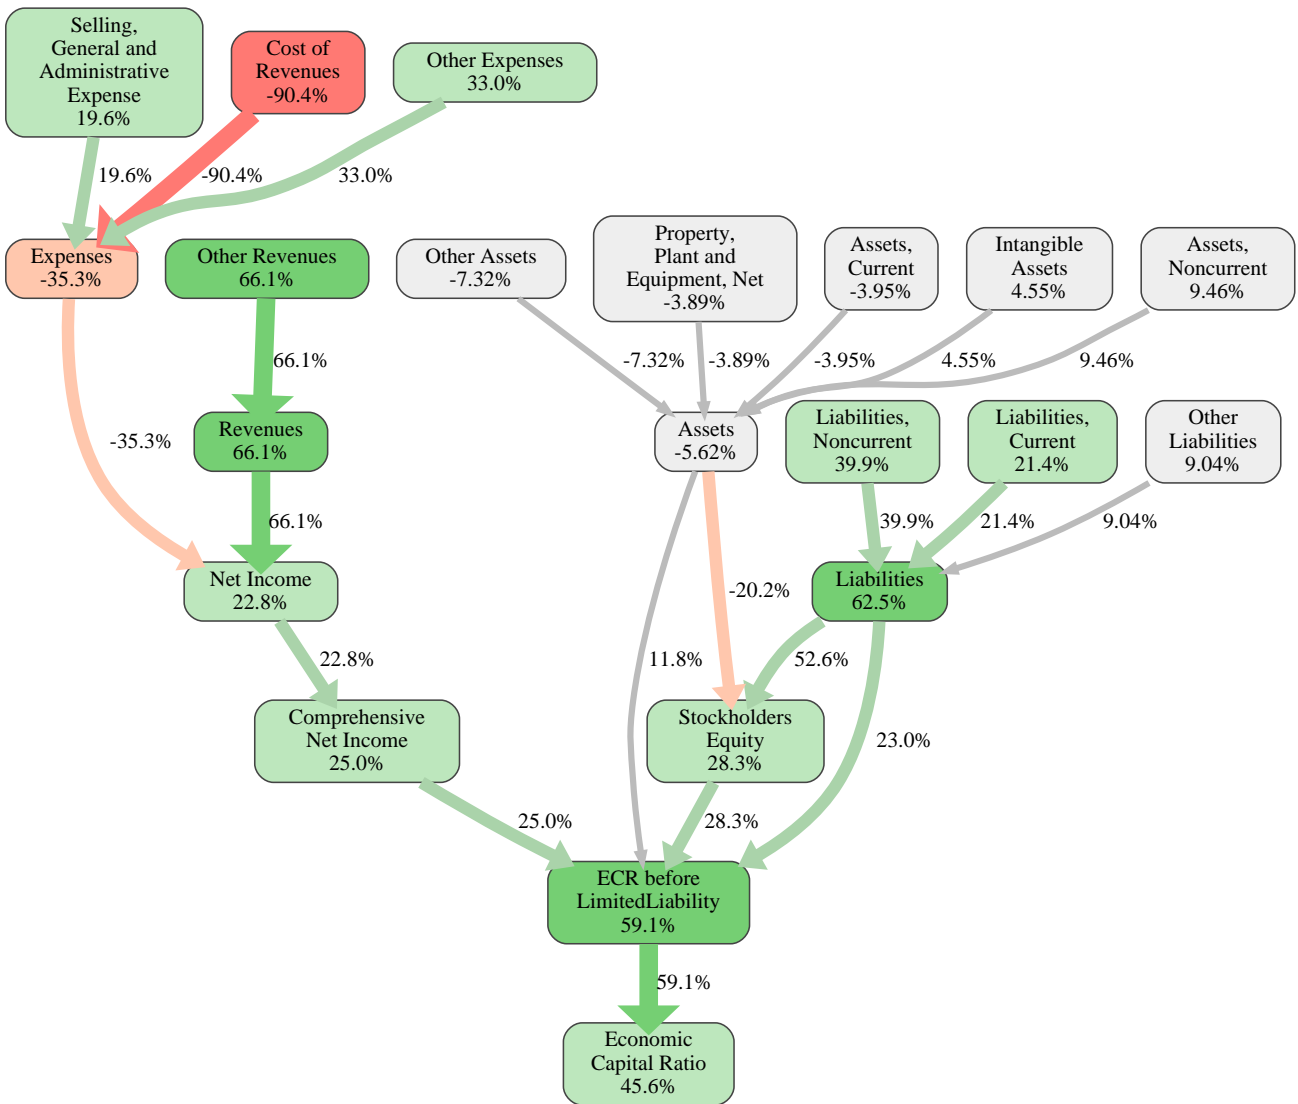 Selling,
General and
Administrative
Expense
19.6%
Cost of
Revenues
-90.4%
Other Expenses
33.0%
19.6%
-90.4%
33.0%
Expenses
-35.3%
Other Revenues
66.1%
Other Assets
-7.32%
Property,
Plant and
Equipment, Net
-3.89%
Assets,
Current
-3.95%
Intangible
Assets
4.55%
Assets,
Noncurrent
9.46%
66.1%
-7.32%
-3.89%
-3.95%
4.55%
9.46%
-35.3%
Revenues
66.1%
Assets
-5.62%
Liabilities,
Noncurrent
39.9%
Liabilities,
Current
21.4%
Other
Liabilities
9.04%
66.1%
39.9%
21.4%
9.04%
Net Income
22.8%
-20.2%
Liabilities
62.5%
22.8%
11.8%
52.6%
Comprehensive
Net Income
25.0%
Stockholders
Equity
28.3%
23.0%
25.0%
28.3%
ECR before
LimitedLiability
59.1%
59.1%
Economic
Capital Ratio
45.6%